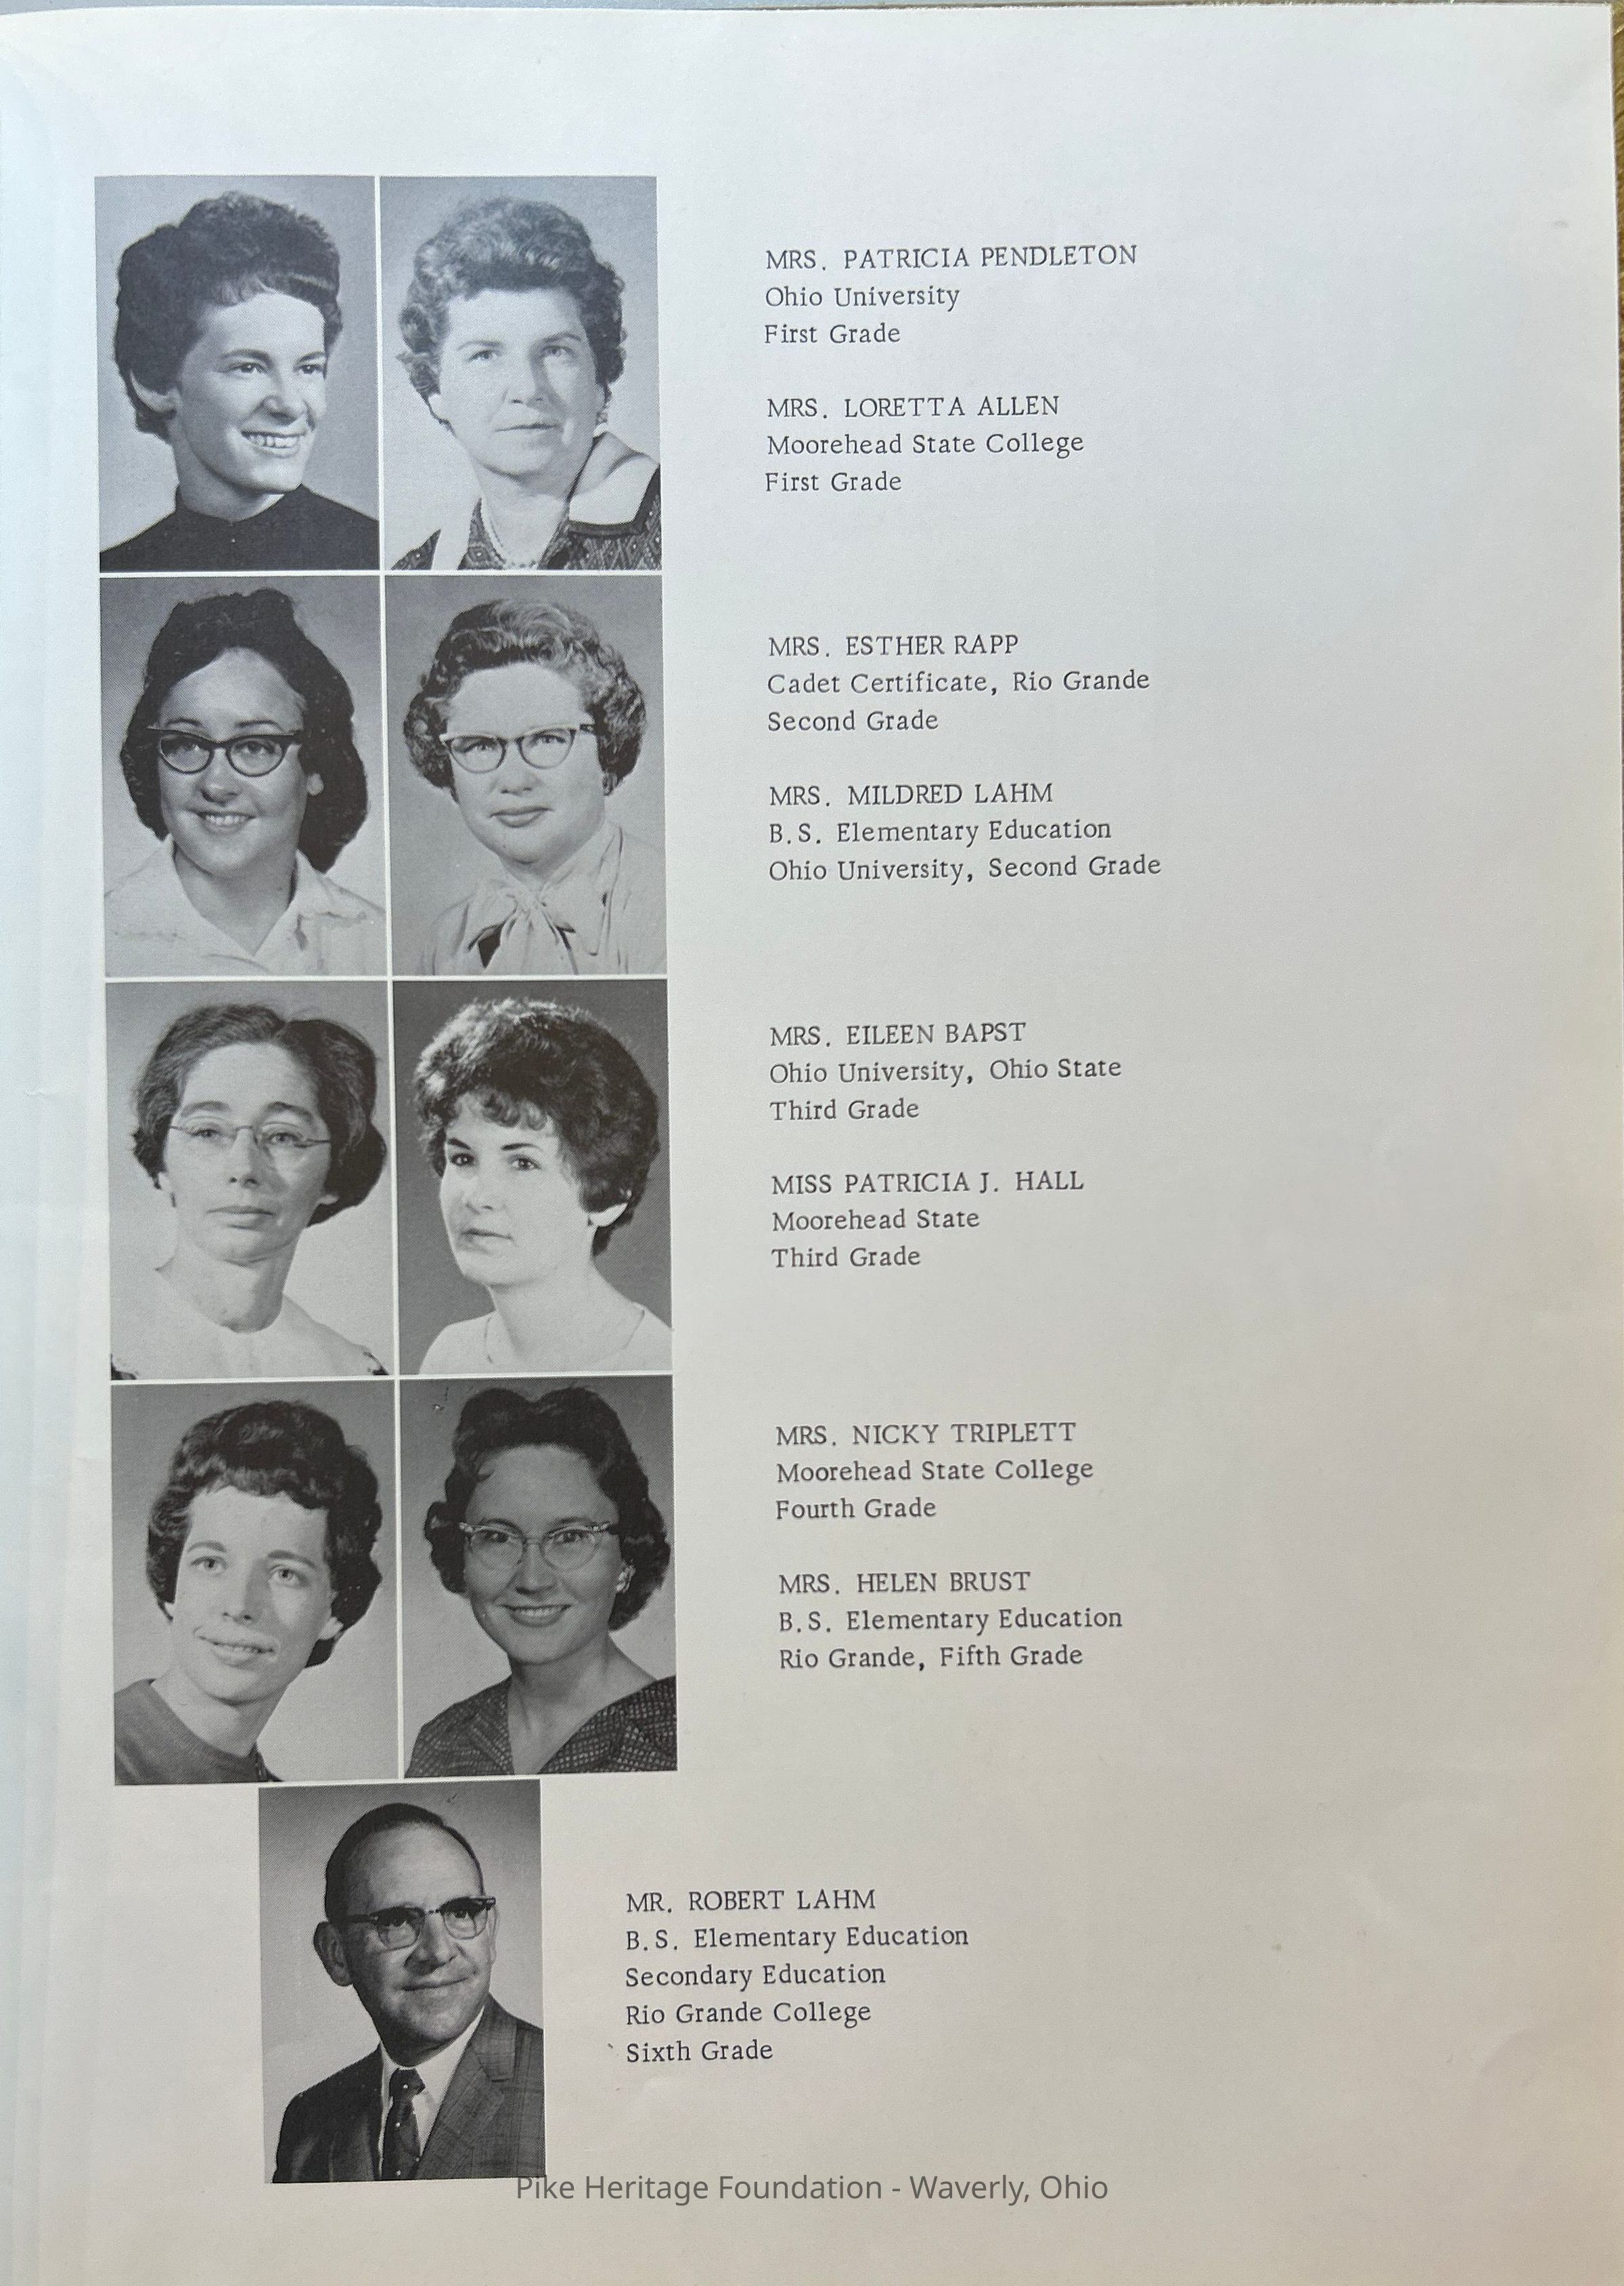 MRS. PATRICIA PENDLETON
Ohio University
First Grade
MRS. LORETTA ALLEN
Moorehead State College
First Grade
MRS. ESTHER RAPP
Cadet Certificate, Rio Grande
Second Grade
MRS. MILDRED LAHM
B.S. Elementary Education
Ohio University, Second Grade
MRS. EILEEN BAPST
Ohio University, Ohio State
Third Grade
MISS PATRICIA J. HALL
Moorehead State
Third Grade
MRS. NICKY TRIPLETT
Moorehead State College
Fourth Grade
MRS. HELEN BRUST
B.S. Elementary Education
Rio Grande, Fifth Grade
MR. ROBERT LAHM
B.S. Elementary Education
Secondary Education
Rio Grande College
Sixth Grade
Pike Heritage Foundation - Waverly, Ohio